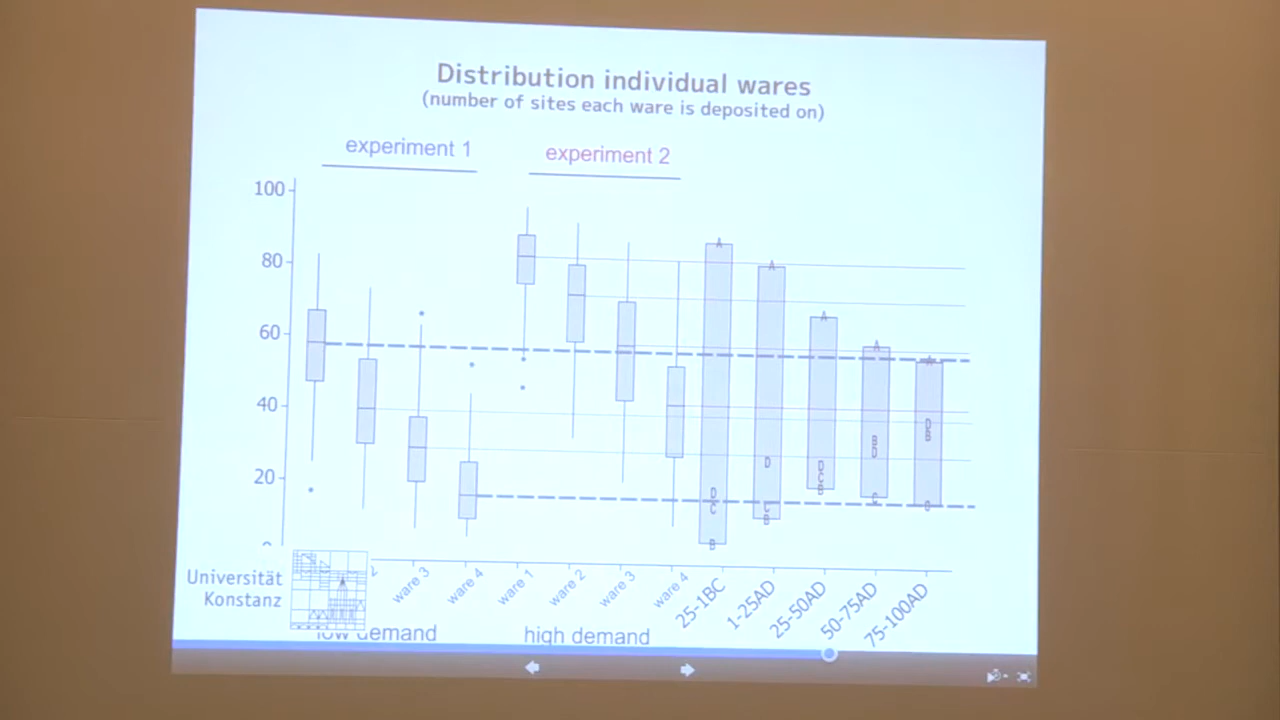 Distribution individual wares
(number of sites each ware is deposited on)
experiment 1
experiment 2
100
80
60
40
20
A
A
A
A
A
D
C
B
D
C
B
D
C
B
B
D
C
D
B
ware 3
ware 4
ware 1
ware 2
ware 3
ware 4
25-1BC
1-25AD
25-50AD
50-75AD
75-100AD
low demand
high demand
Universität
Konstanz